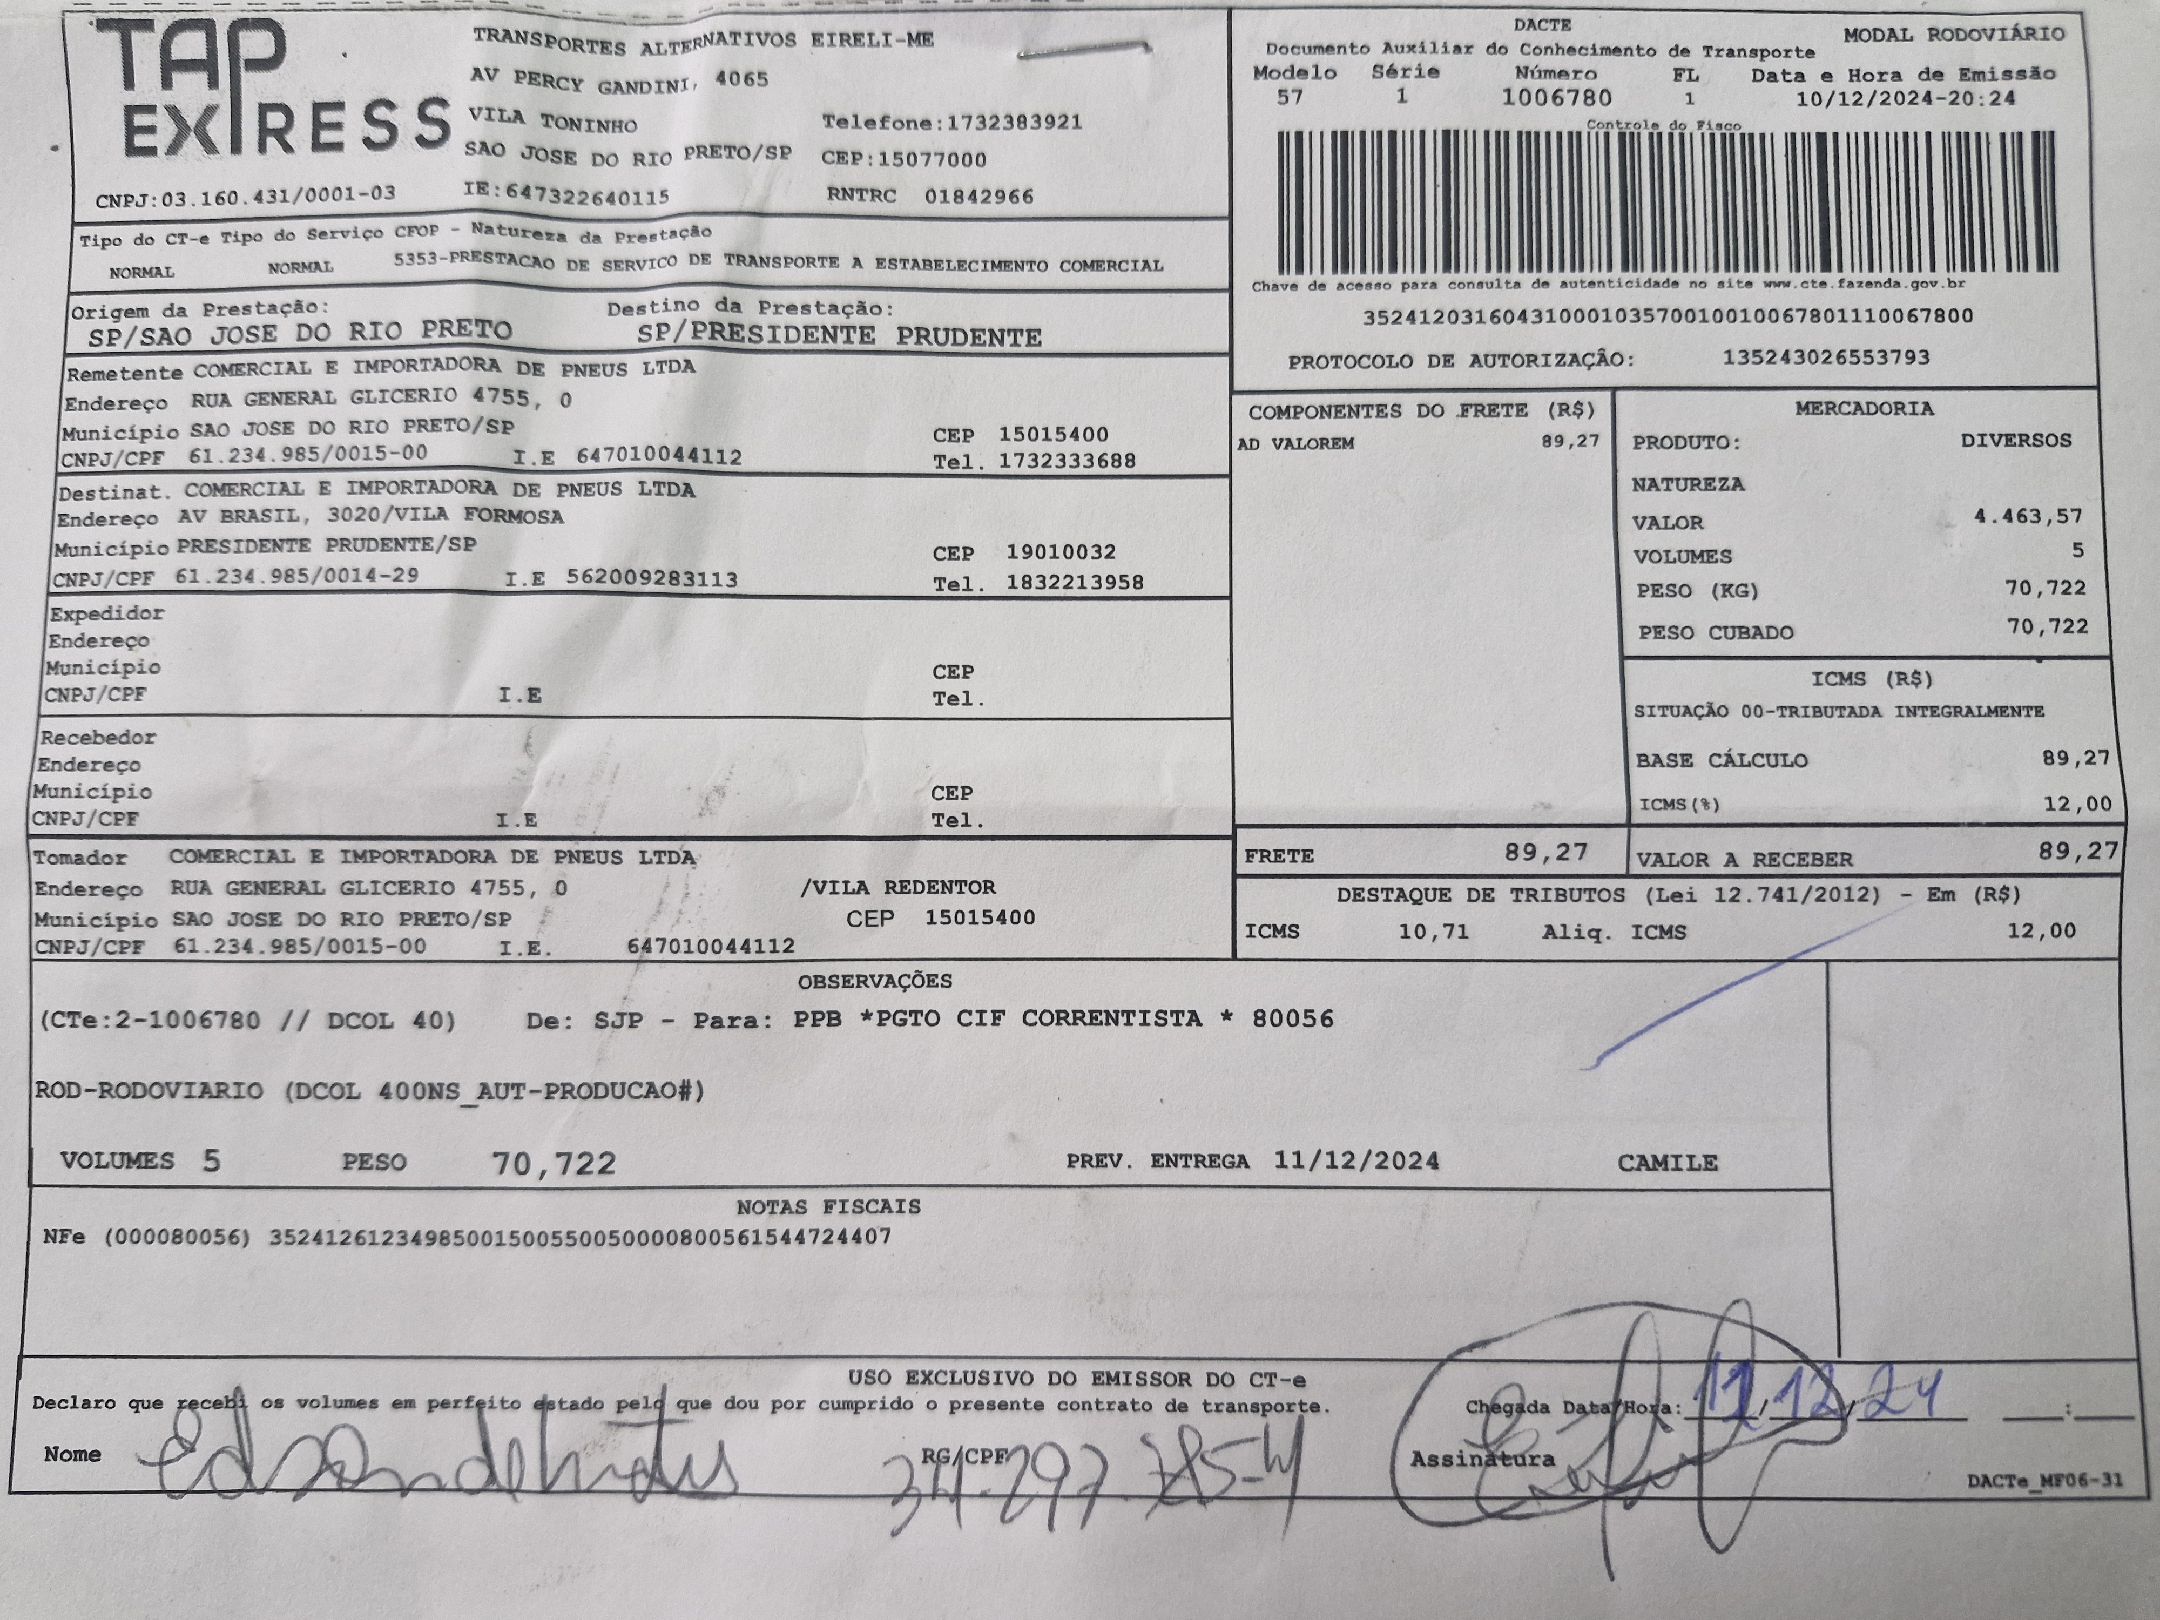 TAP EXPRESS
TRANSPORTES ALTERNATIVOS EIRELI-ME
AV PERCY GANDINI, 4065
VILA TONINHO Telefone:1732383921
SAO JOSE DO RIO PRETO/SP CEP:15077000
CNPJ:03.160.431/0001-03 IE:647322640115 RNTRC 01842966
DACTE MODAL RODOVIÁRIO
Documento Auxiliar do Conhecimento de Transporte
Modelo Série Número FL Data e Hora de Emissão
57 1 1006780 1 10/12/2024-20:24
Controle do Fisco
Chave de acesso para consulta de autenticidade no site www.cte.fazenda.gov.br
35241203160431000103570010010067801110067800
PROTOCOLO DE AUTORIZAÇÃO: 135243026553793
Tipo do CT-e Tipo do Serviço CFOP - Natureza da Prestação
NORMAL NORMAL 5353-PRESTACAO DE SERVICO DE TRANSPORTE A ESTABELECIMENTO COMERCIAL
Origem da Prestação: Destino da Prestação:
SP/SAO JOSE DO RIO PRETO SP/PRESIDENTE PRUDENTE
Remetente COMERCIAL E IMPORTADORA DE PNEUS LTDA
Endereço RUA GENERAL GLICERIO 4755, 0
Município SAO JOSE DO RIO PRETO/SP CEP 15015400
CNPJ/CPF 61.234.985/0015-00 I.E 647010044112 Tel. 1732333688
Destinat. COMERCIAL E IMPORTADORA DE PNEUS LTDA
Endereço AV BRASIL, 3020/VILA FORMOSA
Município PRESIDENTE PRUDENTE/SP CEP 19010032
CNPJ/CPF 61.234.985/0014-29 I.E 562009283113 Tel. 1832213958
Expedidor
Endereço
Município CEP
CNPJ/CPF I.E Tel.
Recebedor
Endereço
Município CEP
CNPJ/CPF I.E Tel.
Tomador COMERCIAL E IMPORTADORA DE PNEUS LTDA
Endereço RUA GENERAL GLICERIO 4755, 0 /VILA REDENTOR
Município SAO JOSE DO RIO PRETO/SP CEP 15015400
CNPJ/CPF 61.234.985/0015-00 I.E. 647010044112
COMPONENTES DO FRETE (R$)
AD VALOREM 89,27
MERCADORIA
PRODUTO: DIVERSOS
NATUREZA
VALOR 4.463,57
VOLUMES 5
PESO (KG) 70,722
PESO CUBADO 70,722
ICMS (R$)
SITUAÇÃO 00-TRIBUTADA INTEGRALMENTE
BASE CÁLCULO 89,27
ICMS(%) 12,00
FRETE 89,27 VALOR A RECEBER 89,27
DESTAQUE DE TRIBUTOS (Lei 12.741/2012) - Em (R$)
ICMS 10,71 Aliq. ICMS 12,00
OBSERVAÇÕES
(CTe:2-1006780 // DCOL 40) De: SJP - Para: PPB *PGTO CIF CORRENTISTA * 80056
ROD-RODOVIARIO (DCOL 400NS_AUT-PRODUCAO#)
VOLUMES 5 PESO 70,722 PREV. ENTREGA 11/12/2024 CAMILE
NOTAS FISCAIS
NFe (000080056) 35241261234985001500550050000800561544724407
USO EXCLUSIVO DO EMISSOR DO CT-e
Declaro que recebi os volumes em perfeito estado pelo que dou por cumprido o presente contrato de transporte. Chegada Data/Hora: 11/12/24 :
Nome Edson RG/CPF 34.297. Assinatura
DACTe_MF06-31